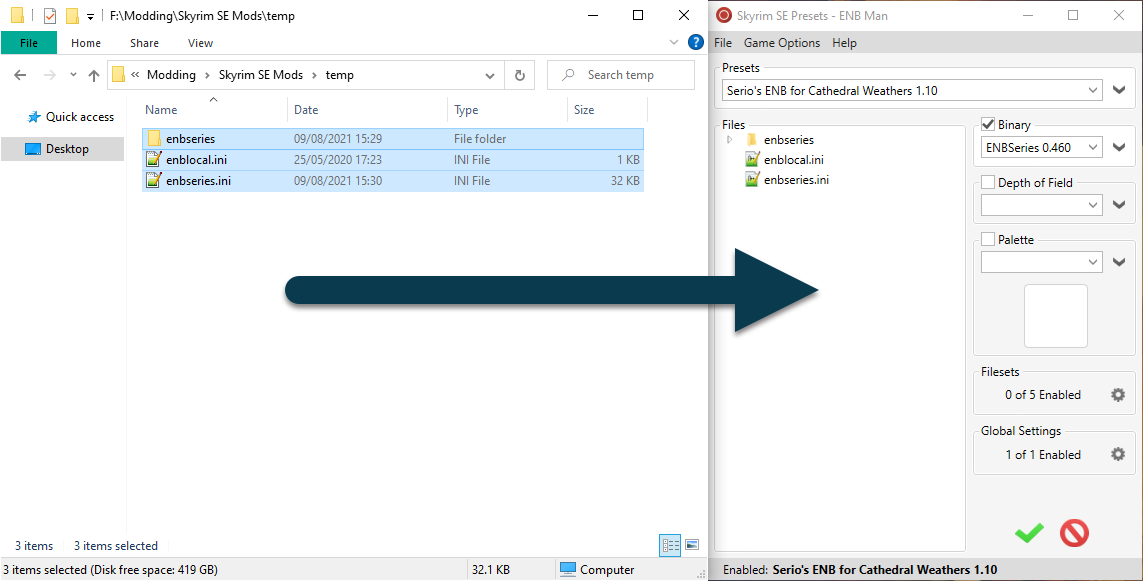 F:\Modding\Skyrim SE Mods\temp
File Home Share View
« Modding › Skyrim SE Mods › temp
Search temp
Quick access
Desktop
Name Date Type Size
enbseries 09/08/2021 15:29 File folder
enblocal.ini 25/05/2020 17:23 INI File 1 KB
enbseries.ini 09/08/2021 15:30 INI File 32 KB
3 items 3 items selected
3 items selected (Disk free space: 419 GB) 32.1 KB Computer
Skyrim SE Presets - ENB Man
File Game Options Help
Presets
Serio's ENB for Cathedral Weathers 1.10
Files
enbseries
enblocal.ini
enbseries.ini
Binary
ENBSeries 0.460
Depth of Field
Palette
Filesets
0 of 5 Enabled
Global Settings
1 of 1 Enabled
Enabled: Serio's ENB for Cathedral Weathers 1.10